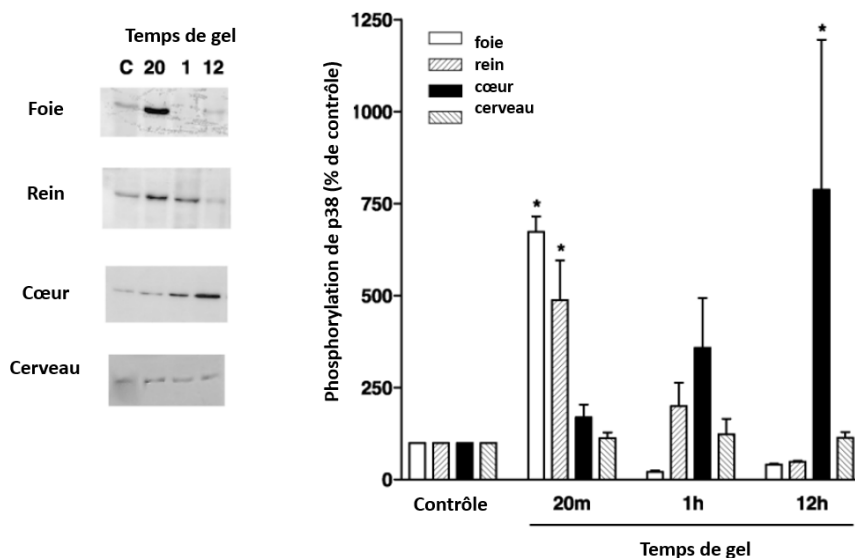 Temps de gel
C 20 1 12
Foie
Rein
Cœur
Cerveau
Phosphorylation de p38 (% de contrôle)
1250
1000
750
500
250
0
foie
rein
cœur
cerveau
*
*
*
Contrôle 20m 1h 12h
Temps de gel